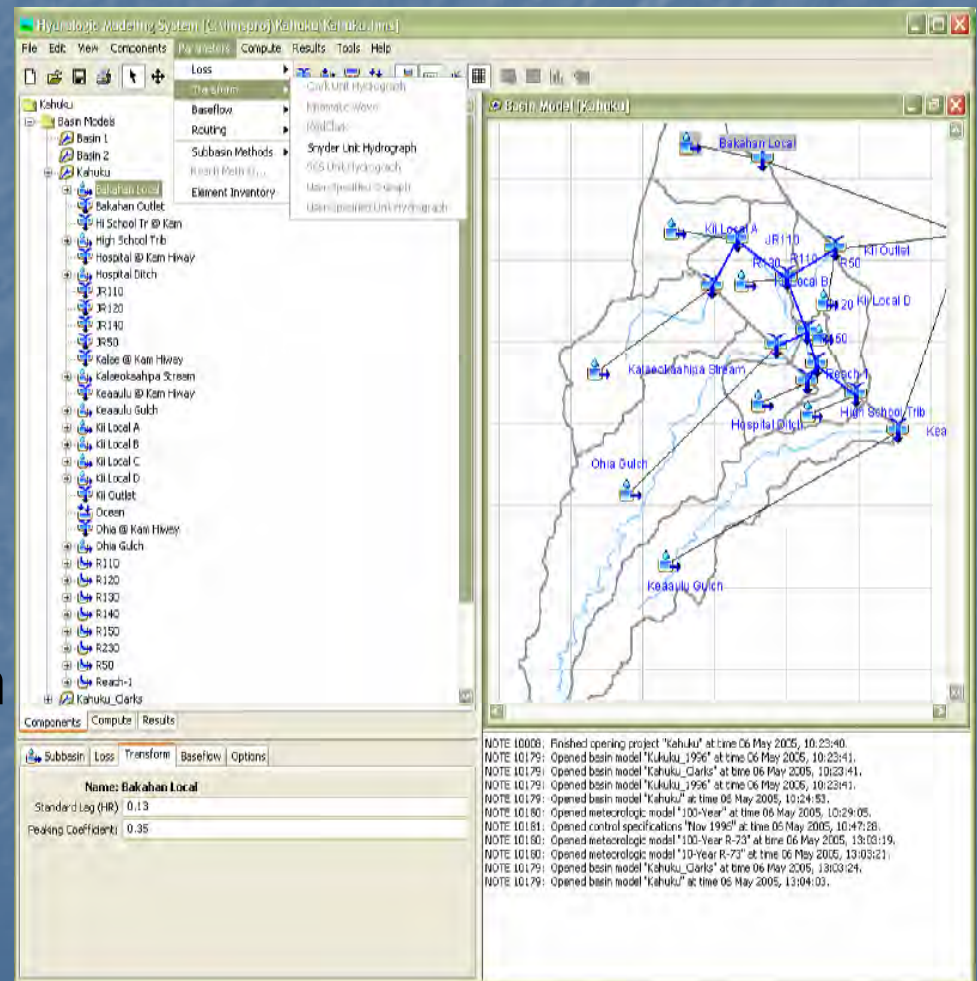 Hydrologic Modeling System [C:\hmsproj\Kahuku\Kahuku.hms]
File Edit View Components Parameters Compute Results Tools Help
Loss
Transform
Baseflow
Routing
Subbasin Methods
Element Inventory
Clark Unit Hydrograph
Kinematic Wave
ModClark
Snyder Unit Hydrograph
SCS Unit Hydrograph
User-Specified S-Graph
User-Specified Unit Hydrograph
Kahuku
Basin Models
Basin 1
Basin 2
Kahuku
Bakahan Local
Bakahan Outlet
Hi School Tr @ Kam
High School Trib
Hospital @ Kam Hiway
Hospital Ditch
JR110
JR120
JR140
JR50
Kalae @ Kam Hiway
Kalaeokaahipa Stream
Keaaulu @ Kam Hiway
Keaaulu Gulch
Kii Local A
Kii Local B
Kii Local C
Kii Local D
Kii Outlet
Ocean
Ohia @ Kam Hiway
Ohia Gulch
R110
R120
R130
R140
R150
R230
R50
Reach-1
Kahuku_Clarks
Components Compute Results
Subbasin Loss Transform Baseflow Options
Name: Bakahan Local
Standard Lag (HR) 0.13
Peaking Coefficient: 0.35
Basin Model [Kahuku]
Bakahan Local
Kii Local A
JR110
Kii Outlet
R130 R110 R50
Kii Local B
Kii Local D
Kalaeokaahipa Stream
Reach-1
High School Trib
Hospital Ditch
Kea
Ohia Gulch
Keaaulu Gulch
NOTE 10008: Finished opening project "Kahuku" at time 06 May 2005, 10:23:40.
NOTE 10179: Opened basin model "Kukuku_1996" at time 06 May 2005, 10:23:41.
NOTE 10179: Opened basin model "Kahuku_Clarks" at time 06 May 2005, 10:23:41.
NOTE 10179: Opened basin model "Kukuku_1996" at time 06 May 2005, 10:23:41.
NOTE 10179: Opened basin model "Kahuku" at time 06 May 2005, 10:24:53.
NOTE 10180: Opened meteorologic model "100-Year" at time 06 May 2005, 10:29:05.
NOTE 10181: Opened control specifications "Nov 1996" at time 06 May 2005, 10:47:28.
NOTE 10180: Opened meteorologic model "100-Year R-73" at time 06 May 2005, 13:03:19.
NOTE 10180: Opened meteorologic model "10-Year R-73" at time 06 May 2005, 13:03:21.
NOTE 10179: Opened basin model "Kahuku_Clarks" at time 06 May 2005, 13:03:24.
NOTE 10179: Opened basin model "Kahuku" at time 06 May 2005, 13:04:03.